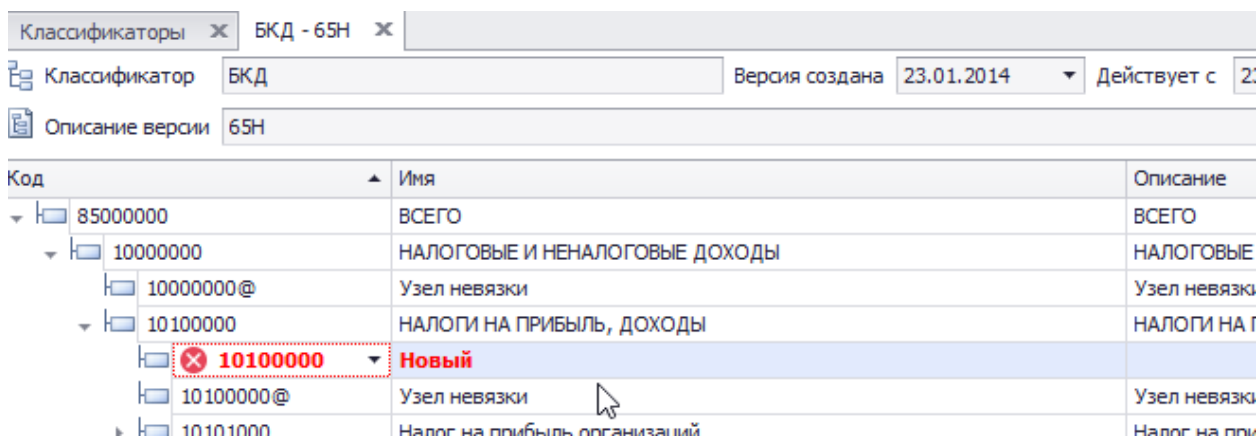 Классификаторы БКД - 65Н
Классификатор БКД Версия создана 23.01.2014 Действует с
Описание версии 65Н
Код Имя Описание
85000000 ВСЕГО ВСЕГО
10000000 НАЛОГОВЫЕ И НЕНАЛОГОВЫЕ ДОХОДЫ НАЛОГОВЫЕ
10000000@ Узел невязки Узел невязки
10100000 НАЛОГИ НА ПРИБЫЛЬ, ДОХОДЫ НАЛОГИ НА
10100000 Новый
10100000@ Узел невязки Узел невязки
10101000 Налог на прибыль организаций Налог на